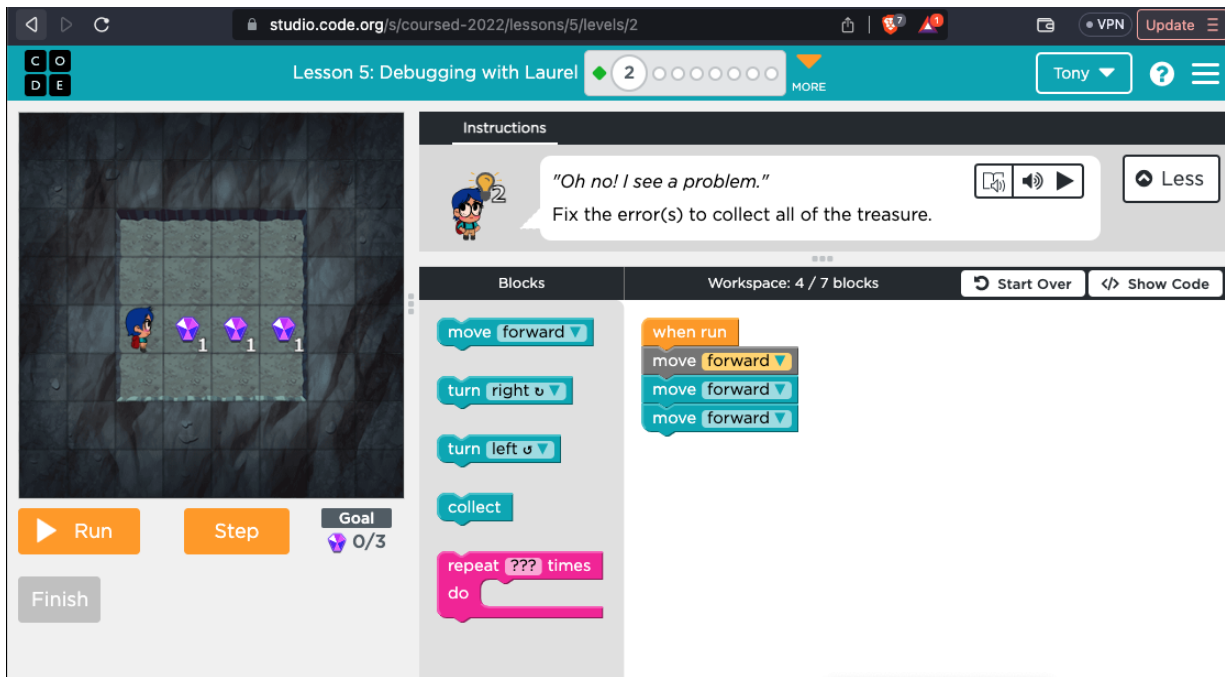 studio.code.org/s/coursed-2022/lessons/5/levels/2
7
1
VPN
Update
C O
D E
Lesson 5: Debugging with Laurel
2
MORE
Tony
?
Instructions
2
"Oh no! I see a problem."
Fix the error(s) to collect all of the treasure.
Less
Blocks
Workspace: 4 / 7 blocks
Start Over
</> Show Code
1 1 1
move forward
turn right ↻
turn left ↺
collect
repeat ??? times
do
when run
move forward
move forward
move forward
Run
Step
Goal
0/3
Finish